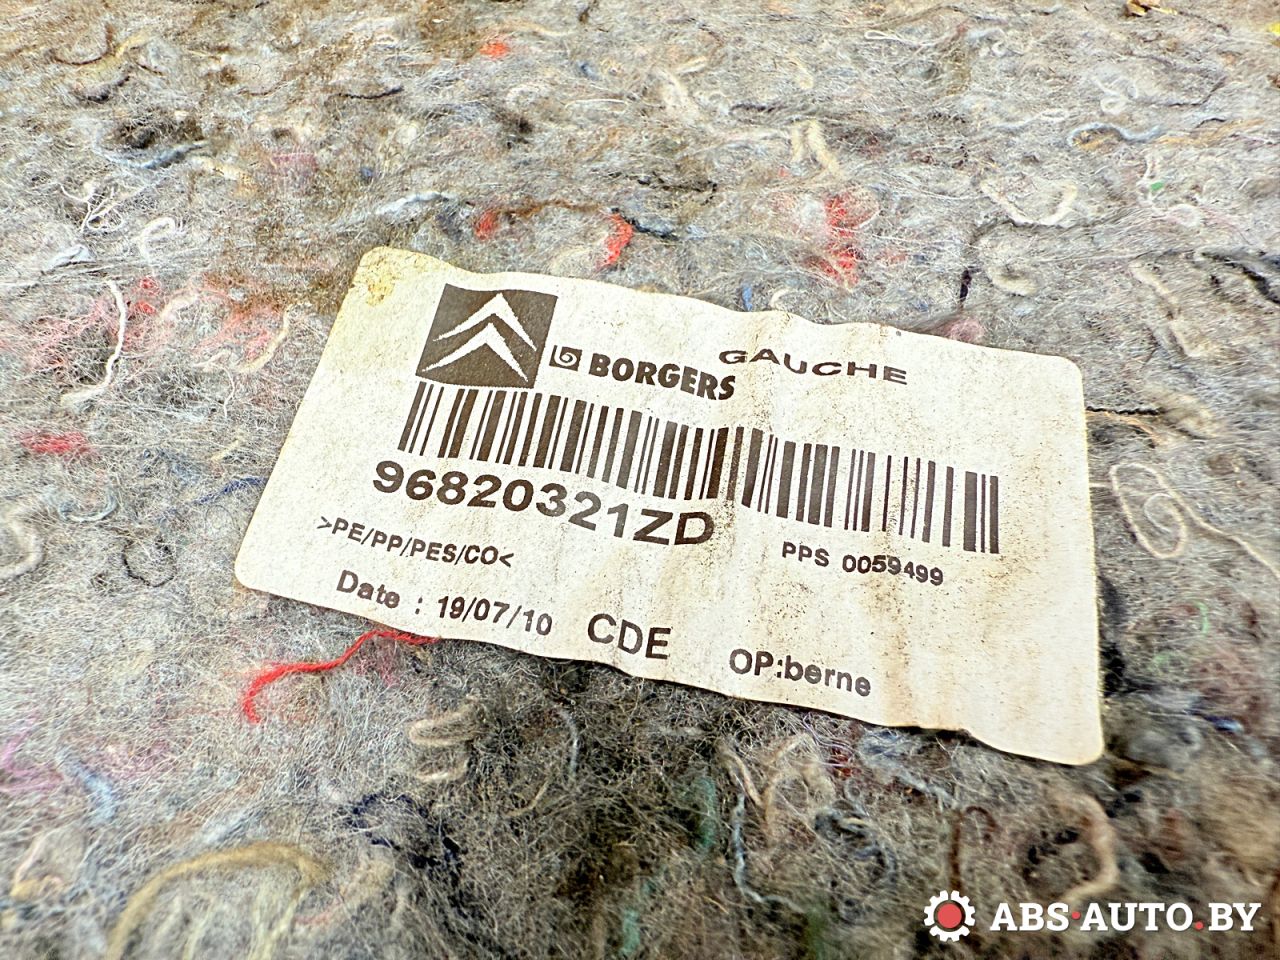 GAUCHE
BORGERS
96820321ZD
>PE/PP/PES/CO<
PPS 0059499
Date : 19/07/10 CDE OP:berne
ABS·AUTO.BY